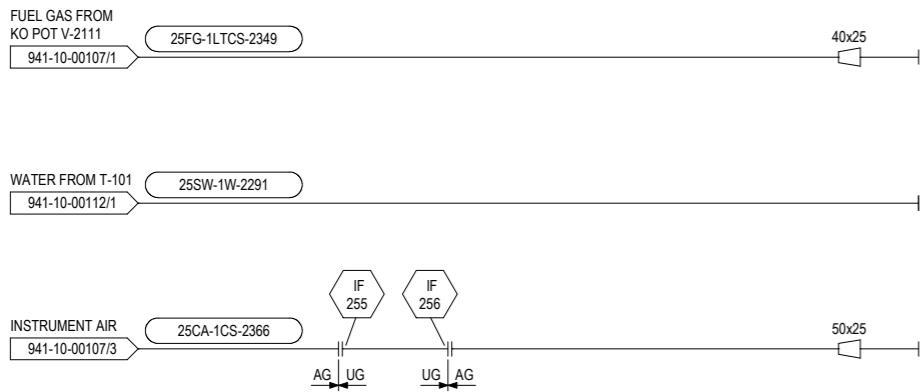 FUEL GAS FROM
KO POT V-2111
25FG-1LTCS-2349
941-10-00107/1
40x25
WATER FROM T-101
25SW-1W-2291
941-10-00112/1
IF
255
IF
256
INSTRUMENT AIR
25CA-1CS-2366
941-10-00107/3
50x25
AG UG
UG AG